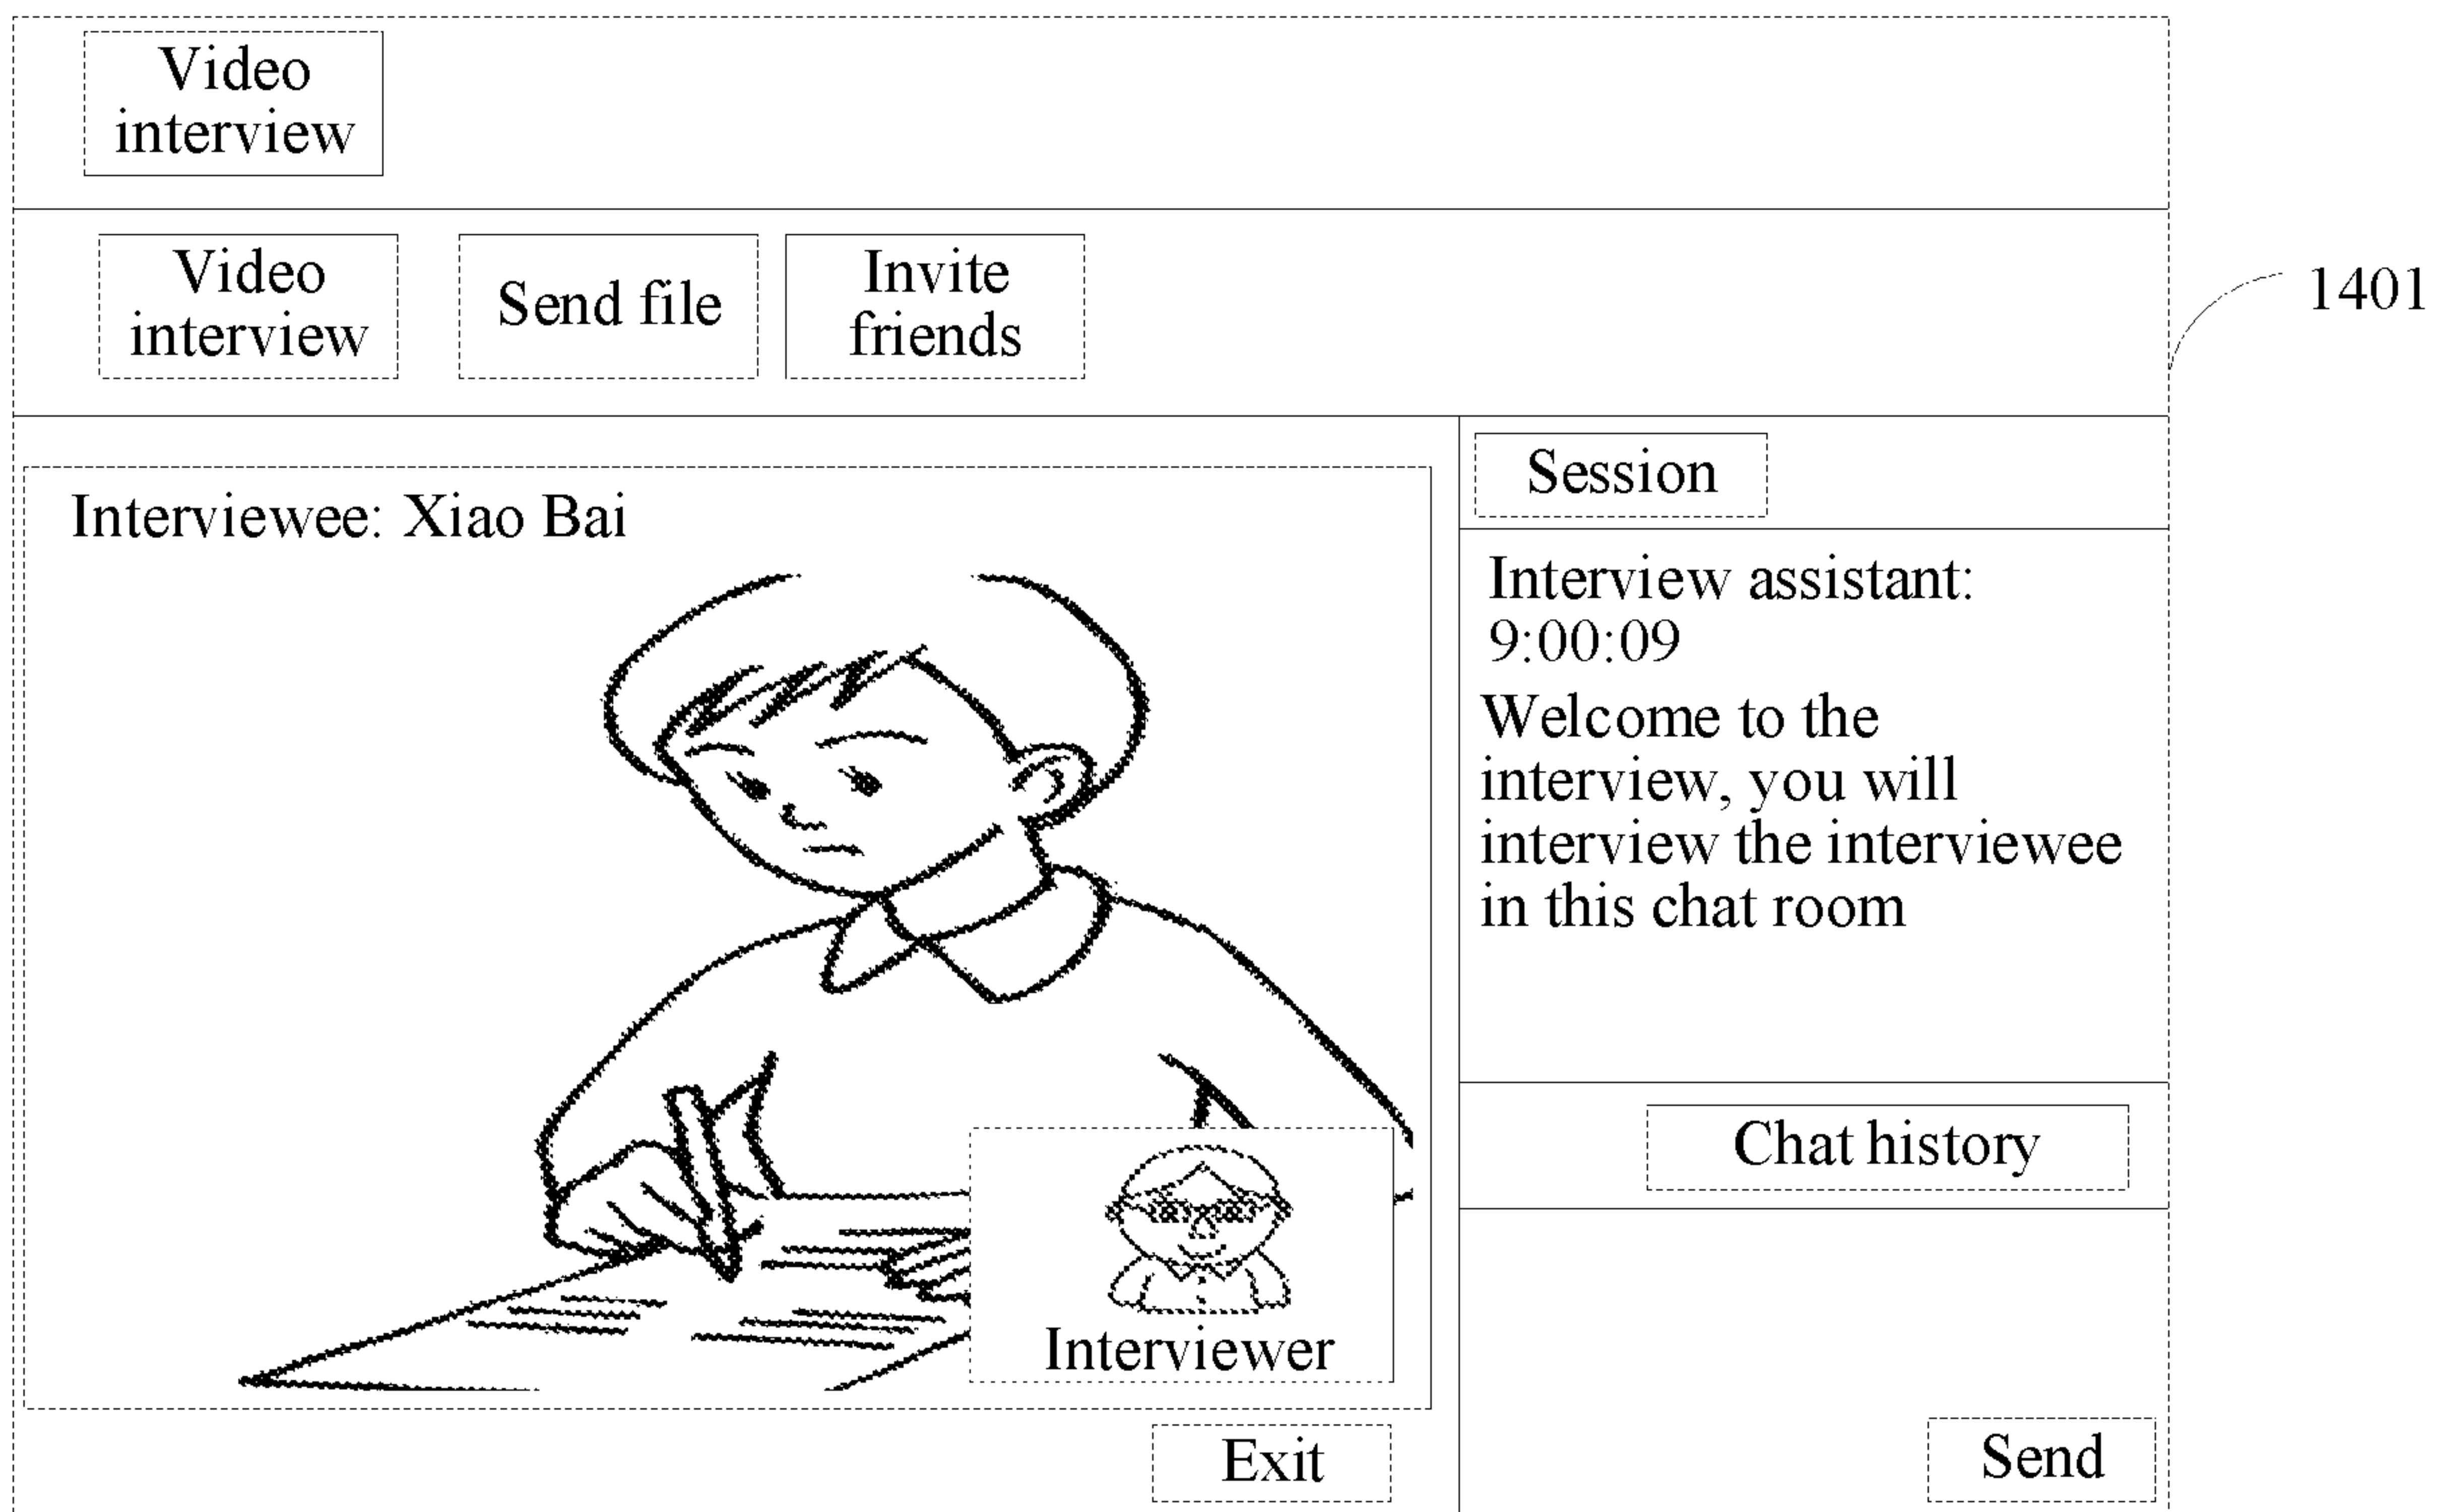 Video
interview
Video
interview
Send file
Invite
friends
1401
Interviewee: Xiao Bai
Interviewer
Exit
Session
Interview assistant:
9:00:09
Welcome to the
interview, you will
interview the interviewee
in this chat room
Chat history
Send